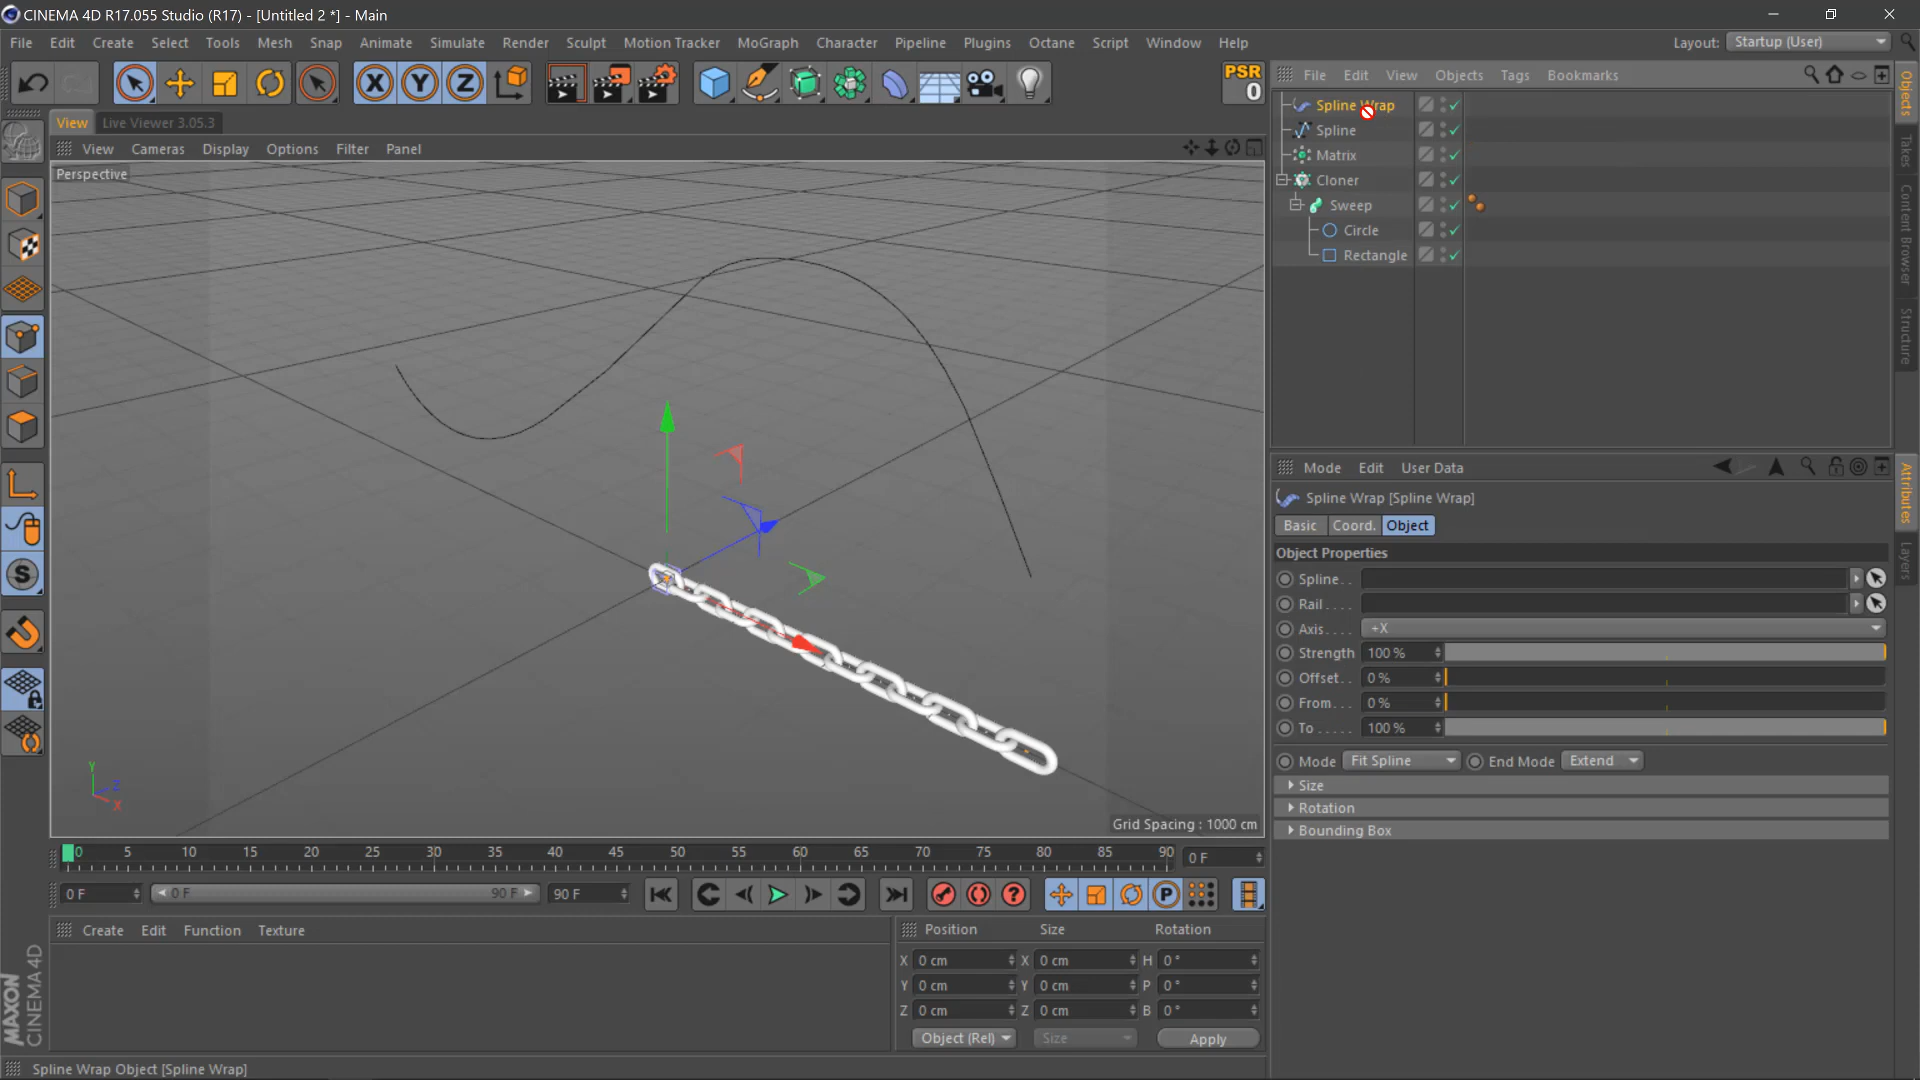 CINEMA 4D R17.055 Studio (R17) - [Untitled 2 *] - Main
File Edit Create Select Tools Mesh Snap Animate Simulate Render Sculpt Motion Tracker MoGraph Character Pipeline Plugins Octane Script Window Help Layout: Startup (User)
X Y Z PSR 0
File Edit View Objects Tags Bookmarks
View Live Viewer 3.05.3
View Cameras Display Options Filter Panel
Perspective
Spline Wrap
Spline
Matrix
Cloner
Sweep
Circle
Rectangle
Objects
Takes
Content Browser
Structure
Mode Edit User Data
Spline Wrap [Spline Wrap]
Basic Coord. Object
Object Properties
Spline . .
Rail . . . .
Axis. . . . +X
Strength 100 %
Offset . . 0 %
From. . . 0 %
To . . . . . 100 %
Mode Fit Spline End Mode Extend
Size
Rotation
Bounding Box
Attributes
Layers
S
Y
Z
X
Grid Spacing : 1000 cm
0 5 10 15 20 25 30 35 40 45 50 55 60 65 70 75 80 85 90 0 F
0 F 0 F 90 F 90 F ? P
Create Edit Function Texture
Position Size Rotation
X 0 cm X 0 cm H 0 °
Y 0 cm Y 0 cm P 0 °
Z 0 cm Z 0 cm B 0 °
Object (Rel) Size Apply
MAXON
CINEMA 4D
Spline Wrap Object [Spline Wrap]